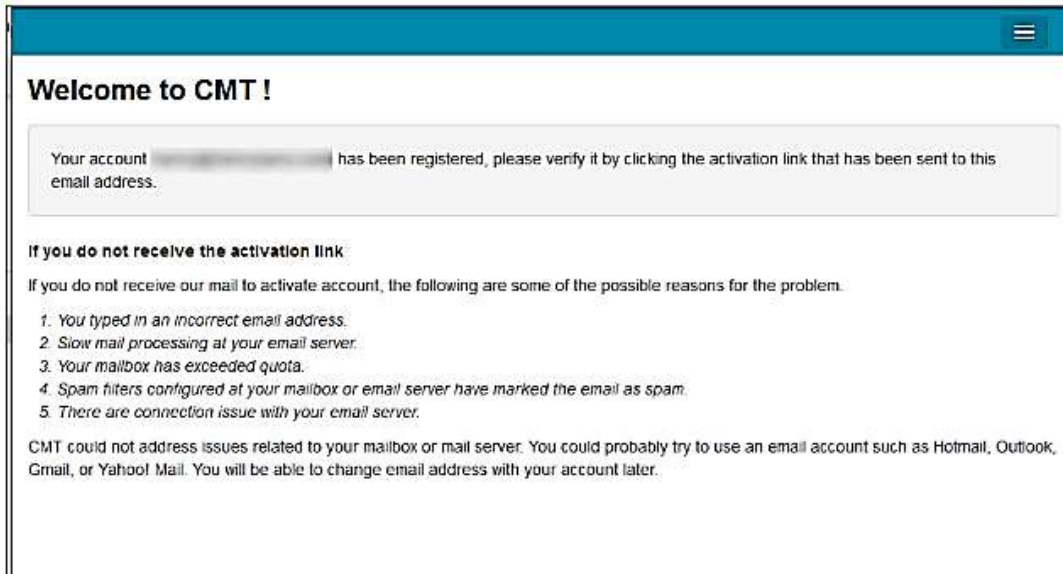 Welcome to CMT !
Your account has been registered, please verify it by clicking the activation link that has been sent to this
email address.
If you do not receive the activation link
If you do not receive our mail to activate account, the following are some of the possible reasons for the problem.
1. You typed in an incorrect email address.
2. Slow mail processing at your email server.
3. Your mailbox has exceeded quota.
4. Spam filters configured at your mailbox or email server have marked the email as spam.
5. There are connection issue with your email server.
CMT could not address issues related to your mailbox or mail server. You could probably try to use an email account such as Hotmail, Outlook,
Gmail, or Yahoo! Mail. You will be able to change email address with your account later.